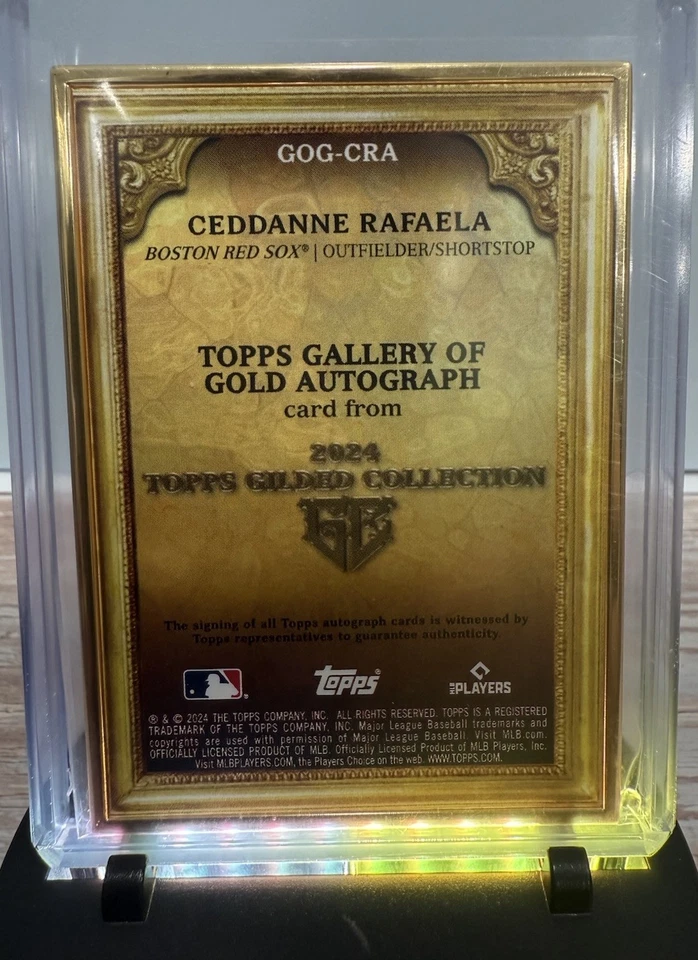 GOG-CRA
CEDDANNE RAFAELA
BOSTON RED SOX® | OUTFIELDER/SHORTSTOP
TOPPS GALLERY OF
GOLD AUTOGRAPH
card from
2024
TOPPS GILDED COLLECTION
GC
The signing of all Topps autograph cards is witnessed by
Topps representatives to guarantee authenticity.
Topps® MLB PLAYERS
® & © 2024 THE TOPPS COMPANY, INC. ALL RIGHTS RESERVED. TOPPS IS A REGISTERED
TRADEMARK OF THE TOPPS COMPANY, INC. Major League Baseball trademarks and
copyrights are used with permission of Major League Baseball. Visit MLB.com.
OFFICIALLY LICENSED PRODUCT OF MLB. Officially Licensed Product of MLB Players, Inc.
Visit MLBPLAYERS.COM, the Players Choice on the web. WWW.TOPPS.COM.